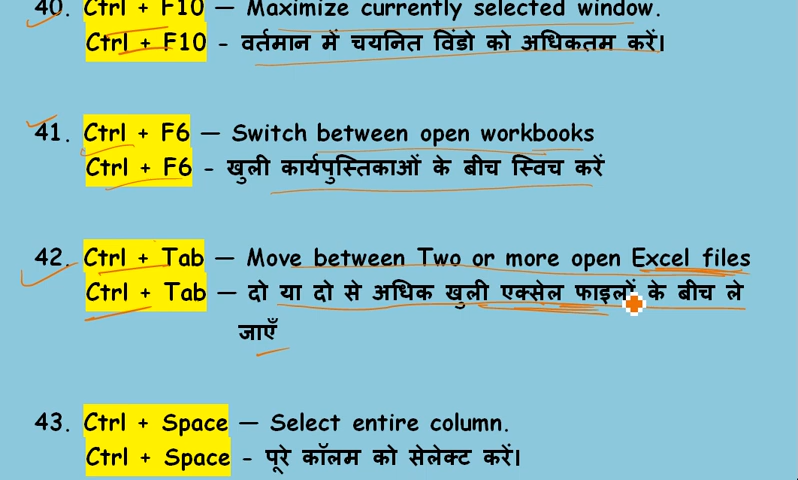 40. Ctrl + F10 — Maximize currently selected window.
Ctrl + F10 - वर्तमान में चयनित विंडो को अधिकतम करें।
41. Ctrl + F6 — Switch between open workbooks
Ctrl + F6 - खुली कार्यपुस्तिकाओं के बीच स्विच करें
42. Ctrl + Tab — Move between Two or more open Excel files
Ctrl + Tab — दो या दो से अधिक खुली एक्सेल फाइलों के बीच ले
जाएँ
43. Ctrl + Space — Select entire column.
Ctrl + Space - पूरे कॉलम को सेलेक्ट करें।